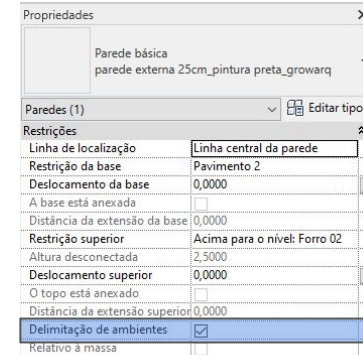 Propriedades
Parede básica
parede externa 25cm_pintura preta_growarq
Paredes (1) Editar tipo
Restrições
Linha de localização Linha central da parede
Restrição da base Pavimento 2
Deslocamento da base 0,0000
A base está anexada
Distância da extensão da base 0,0000
Restrição superior Acima para o nível: Forro 02
Altura desconectada 2,5000
Deslocamento superior 0,0000
O topo está anexado
Distância da extensão superior 0,0000
Delimitação de ambientes
Relativo à massa